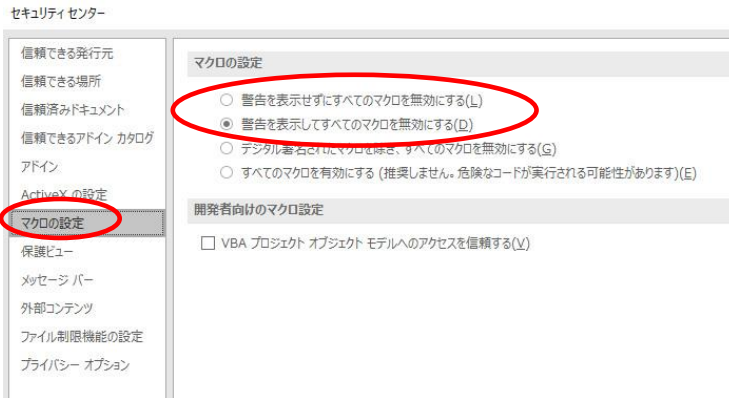 セキュリティ センター
信頼できる発行元
信頼できる場所
信頼済みドキュメント
信頼できるアドイン カタログ
アドイン
ActiveX の設定
マクロの設定
保護ビュー
メッセージ バー
外部コンテンツ
ファイル制限機能の設定
プライバシー オプション
マクロの設定
警告を表示せずにすべてのマクロを無効にする(L)
警告を表示してすべてのマクロを無効にする(D)
デジタル署名されたマクロを除き、すべてのマクロを無効にする(G)
すべてのマクロを有効にする (推奨しません。危険なコードが実行される可能性があります)(E)
開発者向けのマクロ設定
VBA プロジェクト オブジェクト モデルへのアクセスを信頼する(V)